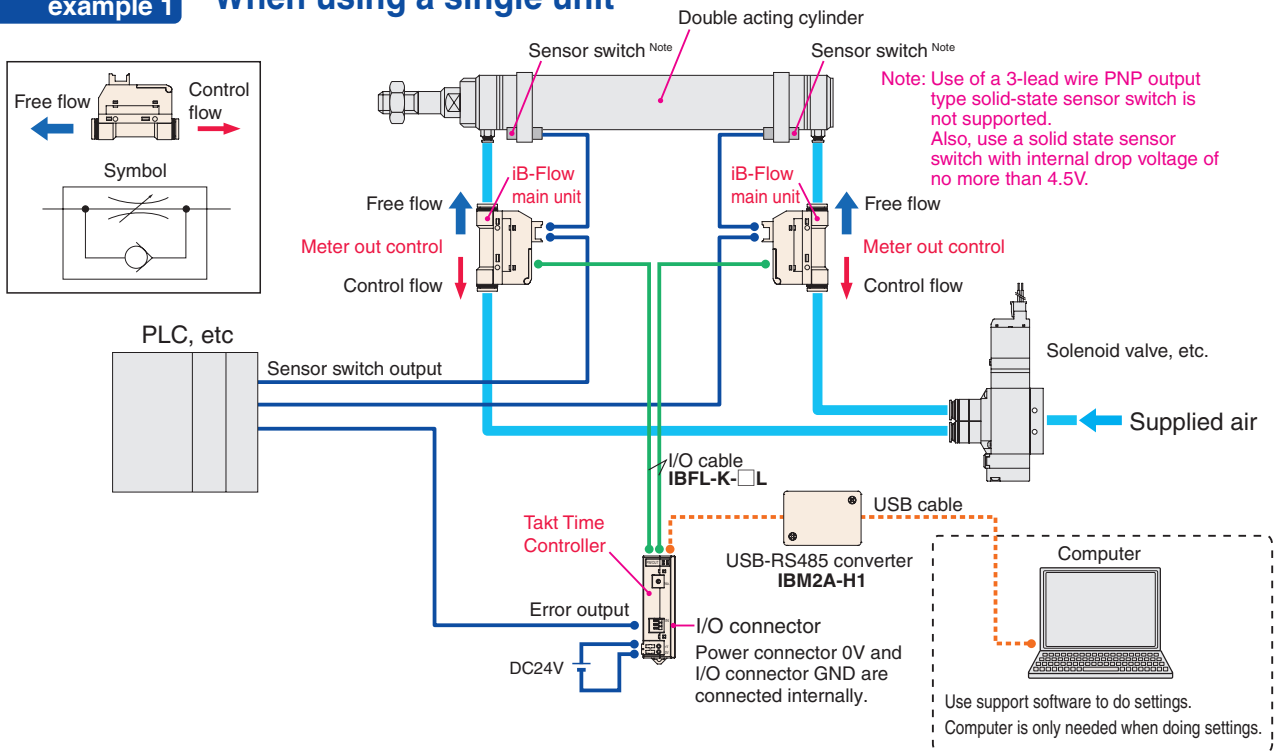 example 1
When using a single unit
Double acting cylinder
Sensor switch Note
Sensor switch Note
Note: Use of a 3-lead wire PNP output
type solid-state sensor switch is
not supported.
Also, use a solid state sensor
switch with internal drop voltage of
no more than 4.5V.
Free flow
Control
flow
Symbol
iB-Flow
main unit
Free flow
Meter out control
Control flow
iB-Flow
main unit
Free flow
Meter out control
Control flow
PLC, etc
Sensor switch output
Solenoid valve, etc.
Supplied air
I/O cable
IBFL-K-□L
Takt Time
Controller
USB cable
USB-RS485 converter
IBM2A-H1
Computer
Error output
I/O connector
Power connector 0V and
I/O connector GND are
connected internally.
DC24V
Use support software to do settings.
Computer is only needed when doing settings.